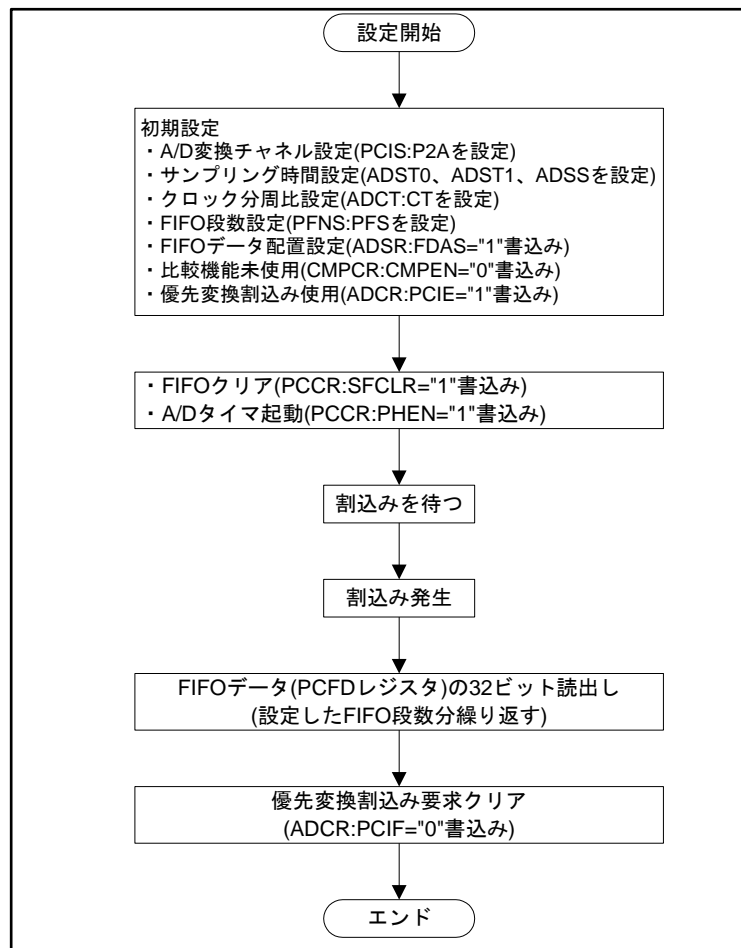 設定開始
初期設定
・A/D変換チャネル設定(PCIS:P2Aを設定)
・サンプリング時間設定(ADST0、ADST1、ADSSを設定)
・クロック分周比設定(ADCT:CTを設定)
・FIFO段数設定(PFNS:PFSを設定)
・FIFOデータ配置設定(ADSR:FDAS="1"書込み)
・比較機能未使用(CMPCR:CMPEN="0"書込み)
・優先変換割込み使用(ADCR:PCIE="1"書込み)
・FIFOクリア(PCCR:SFCLR="1"書込み)
・A/Dタイマ起動(PCCR:PHEN="1"書込み)
割込みを待つ
割込み発生
FIFOデータ(PCFDレジスタ)の32ビット読出し
(設定したFIFO段数分繰り返す)
優先変換割込み要求クリア
(ADCR:PCIF="0"書込み)
エンド